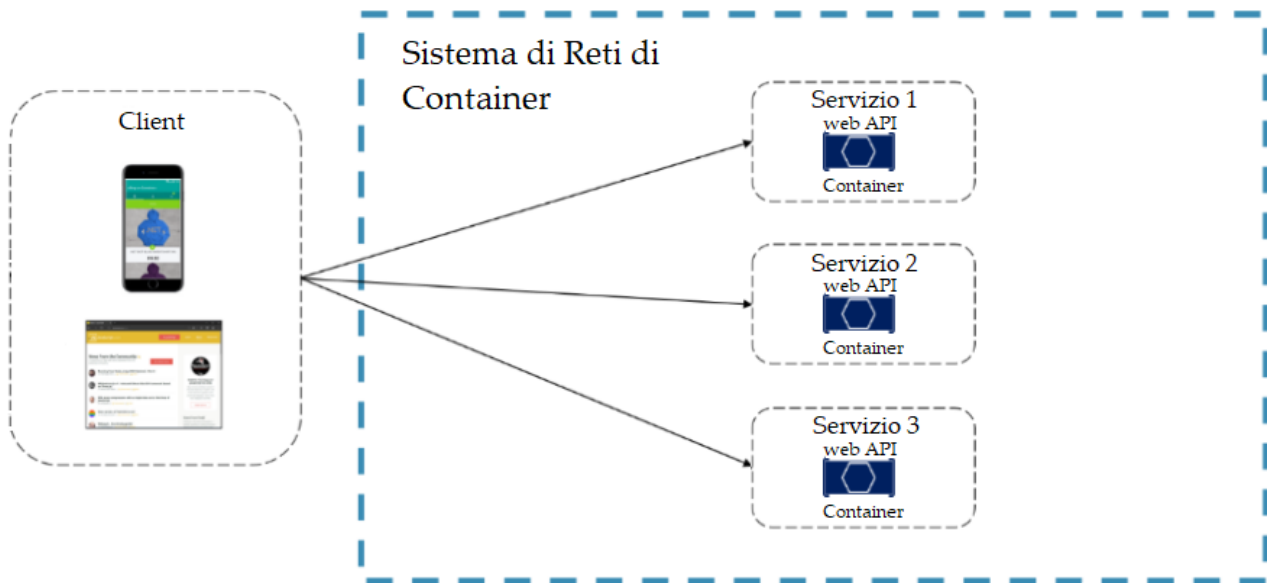 Sistema di Reti di
Container
Client
Servizio 1
web API
Container
Servizio 2
web API
Container
Servizio 3
web API
Container